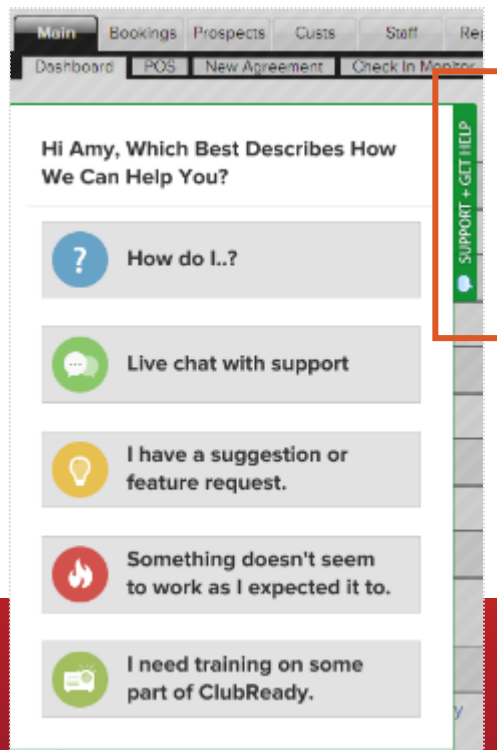 Main Bookings Prospects Custs Staff Rep
Dashboard POS New Agreement Check In Monitor
SUPPORT + GET HELP
Hi Amy, Which Best Describes How
We Can Help You?
How do I..?
Live chat with support
I have a suggestion or
feature request.
Something doesn't seem
to work as I expected it to.
I need training on some
part of ClubReady.
y